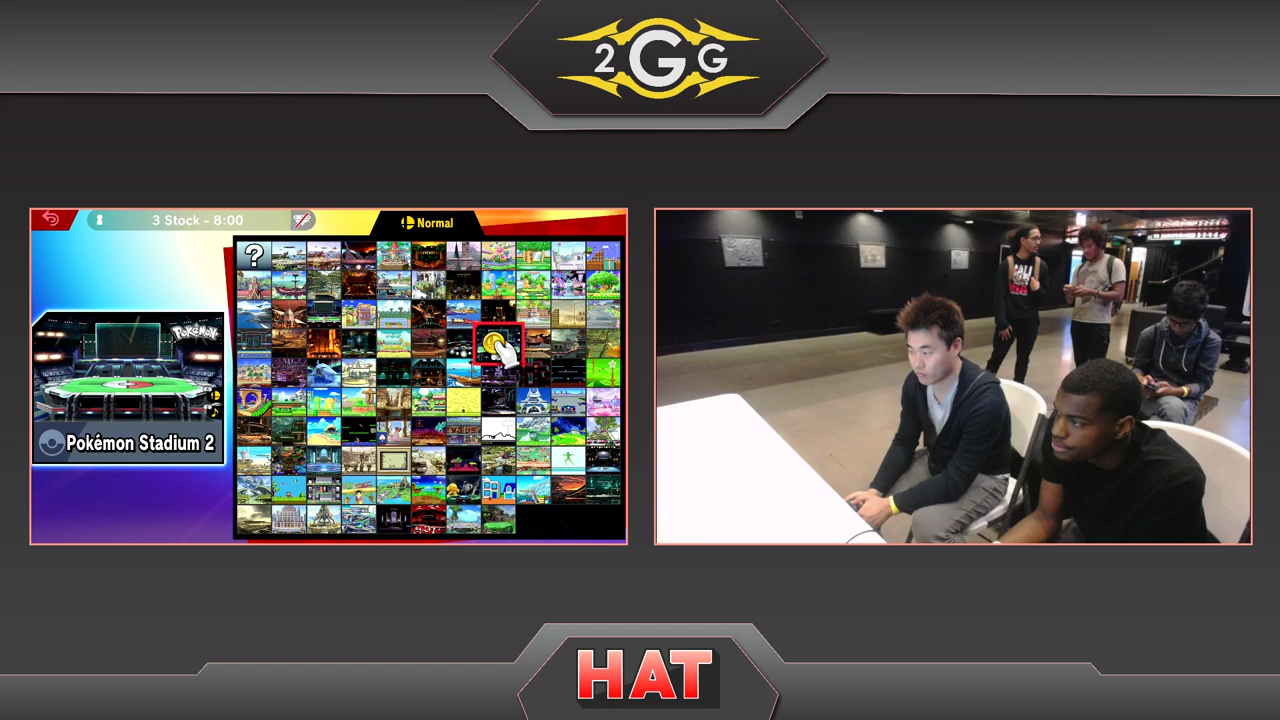 2GG
3 Stock - 8:00
Normal
?
Pokémon
Pokémon Stadium 2
HAT